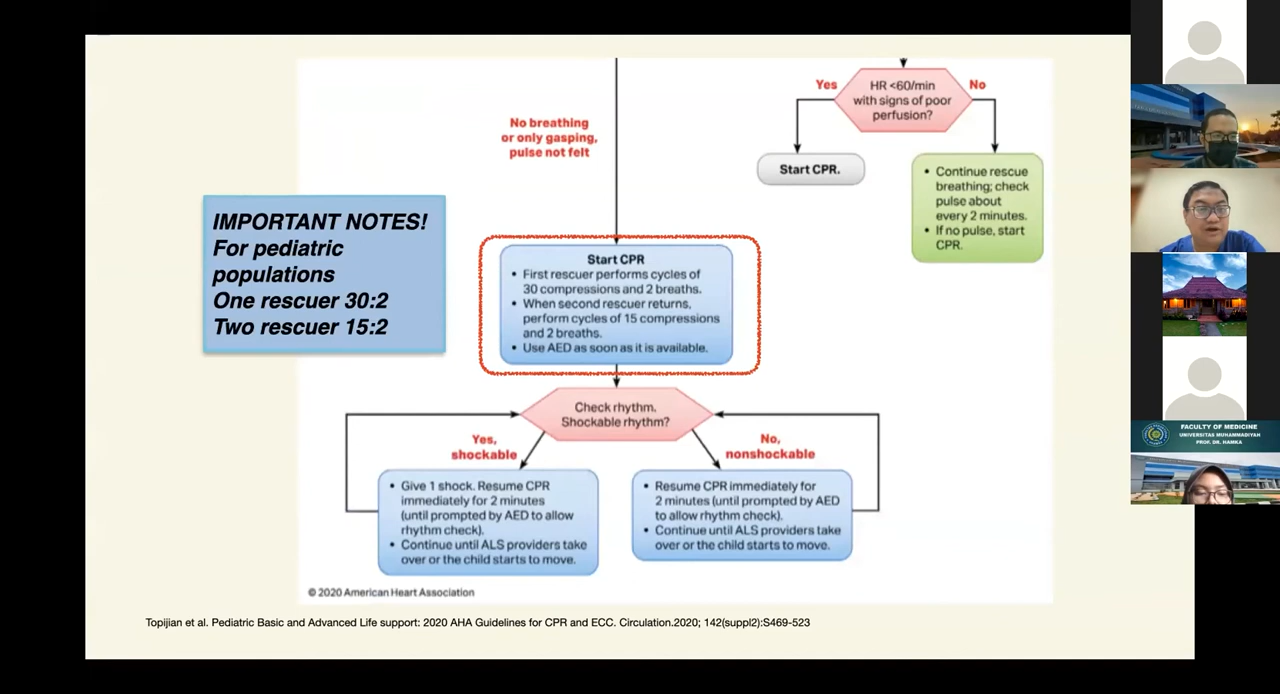 Yes
HR <60/min
with signs of poor
perfusion?
No
No breathing
or only gasping,
pulse not felt
Start CPR.
• Continue rescue
breathing; check
pulse about
every 2 minutes.
• If no pulse, start
CPR.
IMPORTANT NOTES!
For pediatric
populations
One rescuer 30:2
Two rescuer 15:2
Start CPR
• First rescuer performs cycles of
30 compressions and 2 breaths.
• When second rescuer returns,
perform cycles of 15 compressions
and 2 breaths.
• Use AED as soon as it is available.
Check rhythm.
Shockable rhythm?
Yes,
shockable
No,
nonshockable
• Give 1 shock. Resume CPR
immediately for 2 minutes
(until prompted by AED to allow
rhythm check).
• Continue until ALS providers take
over or the child starts to move.
• Resume CPR immediately for
2 minutes (until prompted by AED
to allow rhythm check).
• Continue until ALS providers take
over or the child starts to move.
© 2020 American Heart Association
Topijian et al. Pediatric Basic and Advanced Life support: 2020 AHA Guidelines for CPR and ECC. Circulation.2020; 142(suppl2):S469-523
FACULTY OF MEDICINE
UNIVERSITAS MUHAMMADIYAH
PROF. DR. HAMKA